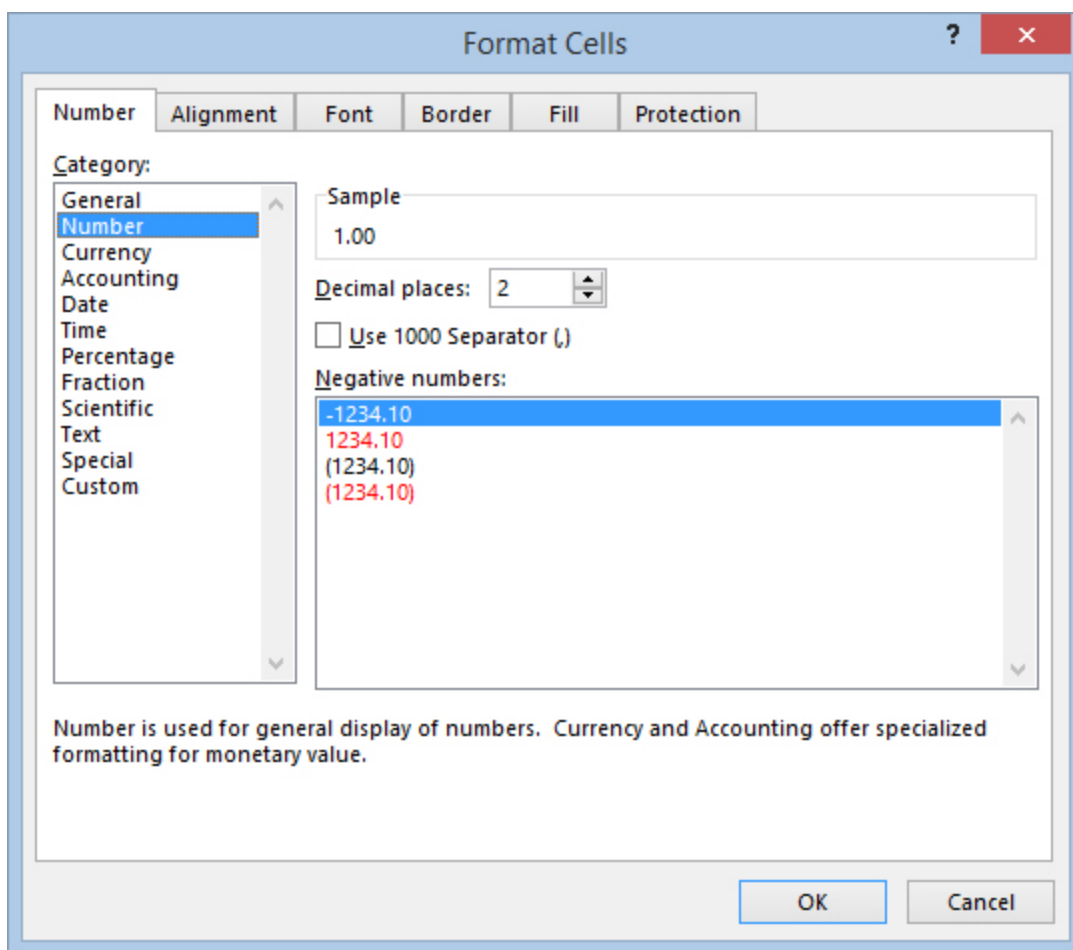 Format Cells
?
Number
Alignment
Font
Border
Fill
Protection
Category:
General
Number
Currency
Accounting
Date
Time
Percentage
Fraction
Scientific
Text
Special
Custom
Sample
1.00
Decimal places: 2
Use 1000 Separator (,)
Negative numbers:
-1234.10
1234.10
(1234.10)
(1234.10)
Number is used for general display of numbers.  Currency and Accounting offer specialized
formatting for monetary value.
OK
Cancel